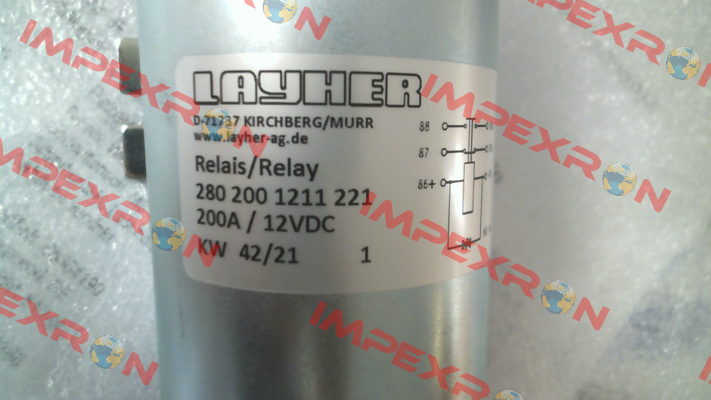 LAYHER
D-71737 KIRCHBERG/MURR
www.layher-ag.de
Relais/Relay
280 200 1211 221
200A / 12VDC
KW 42/21 1
88
87
86+
IMPEXRON
IMPEXRON
IMPEXRON
IMPEXRON
IMPEXRON
IMPEXRON